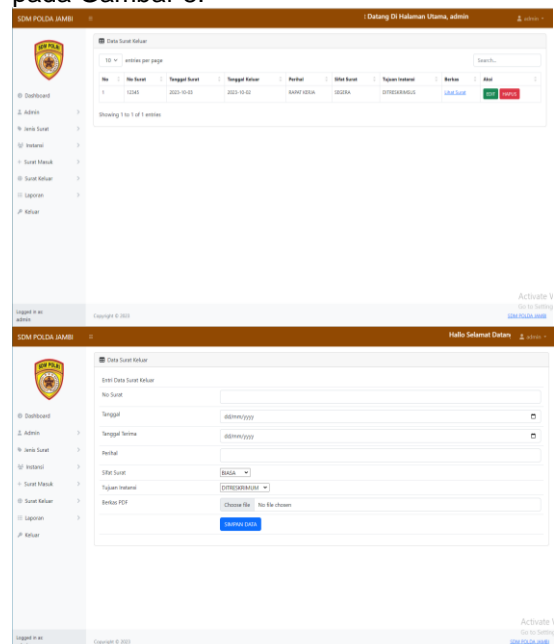 pada Gambar 8.
SDM POLDA JAMBI
: Datang Di Halaman Utama, admin
admin
Data Surat Keluar
10 entries per page
Search...
No No Surat Tanggal Surat Tanggal Keluar Perihal Sifat Surat Tujuan Instansi Berkas Aksi
1 12345 2023-10-03 2023-10-03 RAPAT KERJA SEGERA DITRESKRIMSUS Lihat Surat EDIT HAPUS
Showing 1 to 1 of 1 entries
Dashboard
Admin
Jenis Surat
Instansi
Surat Masuk
Surat Keluar
Laporan
Keluar
Activate W
Go to Setting
Logged in as:
admin
Copyright © 2023
SDM POLDA JAMBI
SDM POLDA JAMBI
Hallo Selamat Datan
admin
Data Surat Keluar
Entri Data Surat Keluar
No Surat
Tanggal
dd/mm/yyyy
Tanggal Terima
dd/mm/yyyy
Perihal
Sifat Surat
BIASA
Tujuan Instansi
DITRESKRIMUM
Berkas PDF
Choose file No file chosen
SIMPAN DATA
Dashboard
Admin
Jenis Surat
Instansi
Surat Masuk
Surat Keluar
Laporan
Keluar
Activate W
Go to Setting
Logged in as:
Copyright © 2023
SDM POLDA JAMBI